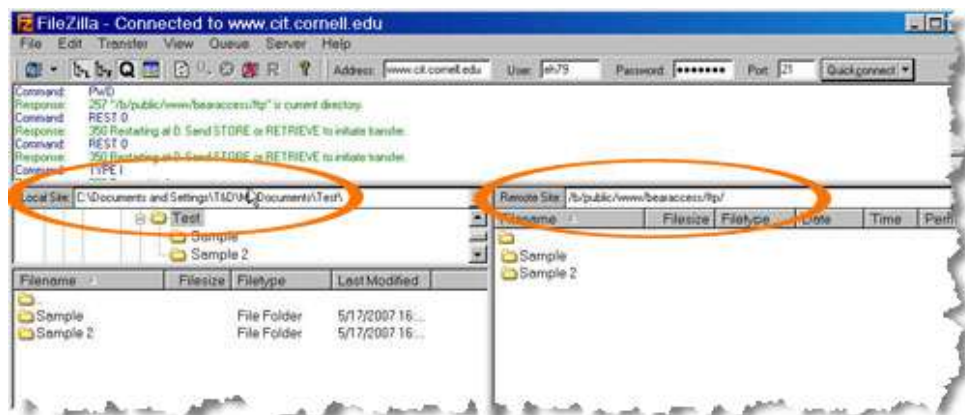 FileZilla - Connected to www.cit.cornell.edu
File Edit Transfer View Queue Server Help
Address: www.cit.cornell.edu User: eh79 Password: ••••••• Port: 21 Quickconnect
Command: PWD
Response: 257 "/b/public/www/bearaccess/ftp" is current directory.
Command: REST 0
Response: 350 Restarting at 0. Send STORE or RETRIEVE to initiate transfer.
Command: REST 0
Response: 350 Restarting at 0. Send STORE or RETRIEVE to initiate transfer.
Command: TYPE I
Local Site: C:\Documents and Settings\T&D\My Documents\Test\
Test
Sample
Sample 2
Filename Filesize Filetype Last Modified
..
Sample File Folder 5/17/2007 16:...
Sample 2 File Folder 5/17/2007 16:...
Remote Site: /b/public/www/bearaccess/ftp/
Filename Filesize Filetype Date Time
..
Sample
Sample 2